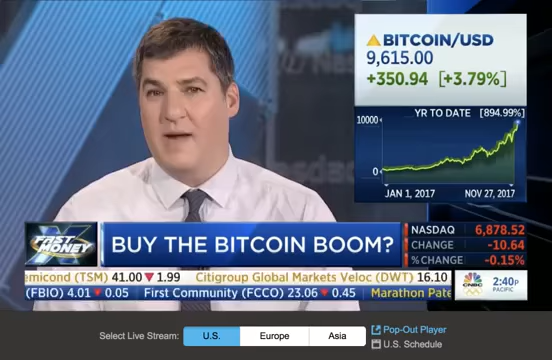 BITCOIN/USD
9,615.00
+350.94 [+3.79%]
YR TO DATE [894.99%]
10000
0
JAN 1, 2017 NOV 27, 2017
FAST MONEY
BUY THE BITCOIN BOOM?
NASDAQ 6,878.52
CHANGE -10.64
% CHANGE -0.15%
emicond (TSM) 41.00 ▼ 1.99 Citigroup Global Markets Veloc (DWT) 16.10
(FBIO) 4.01 ▼ 0.05 First Community (FCCO) 23.06 ▼ 0.45 Marathon Pate
CNBC
2:40P
PACIFIC
Select Live Stream: U.S. Europe Asia
Pop-Out Player
U.S. Schedule